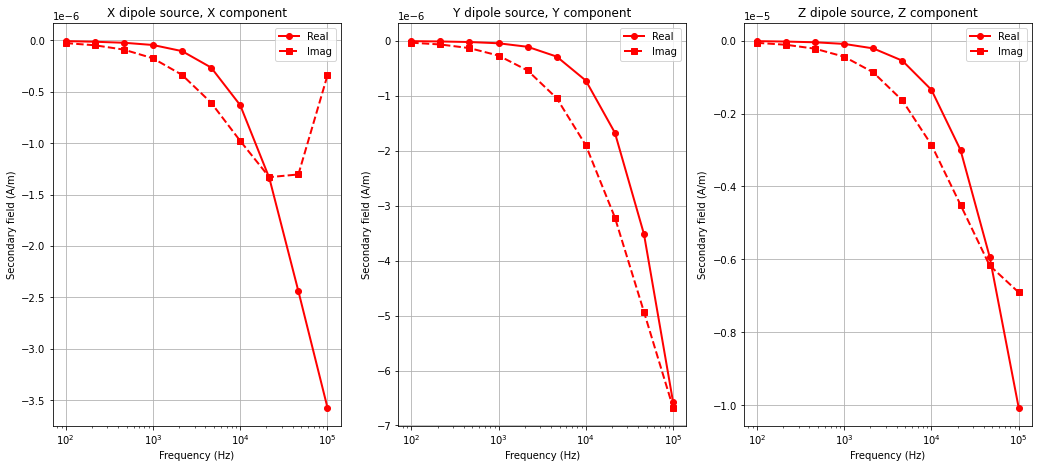 X dipole source, X component
1e−6
Real
Imag
0.0
−0.5
−1.0
−1.5
−2.0
−2.5
−3.0
−3.5
Secondary field (A/m)
10²
10³
10⁴
10⁵
Frequency (Hz)
Y dipole source, Y component
1e−6
Real
Imag
0
−1
−2
−3
−4
−5
−6
−7
Secondary field (A/m)
10²
10³
10⁴
10⁵
Frequency (Hz)
Z dipole source, Z component
1e−5
Real
Imag
0.0
−0.2
−0.4
−0.6
−0.8
−1.0
Secondary field (A/m)
10²
10³
10⁴
10⁵
Frequency (Hz)